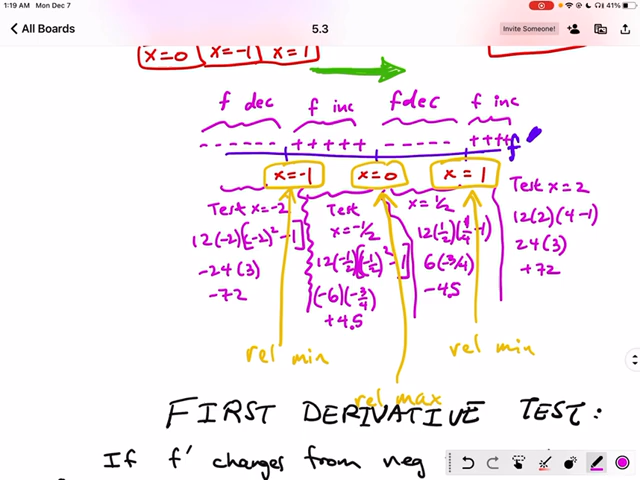 1:19 AM Mon Dec 7
41%
All Boards
5.3
Invite Someone!
x=0 x=-1 x=1
f dec f inc f dec f inc
- - - - - - + + + + + - - - - - + + + + f'
x=-1 x=0 x=1
Test x=-2
12(-2)[(-2)²-1]
-24(3)
-72
Test
x=-1/2
12(-1/2)[(-1/2)²-1]
(-6)(-3/4)
+4.5
x=1/2
12(1/2)(1/4-1)
6(-3/4)
-4.5
Test x=2
12(2)(4-1)
24(3)
+72
rel min
rel max
rel min
FIRST DERIVATIVE TEST:
If f' changes from neg